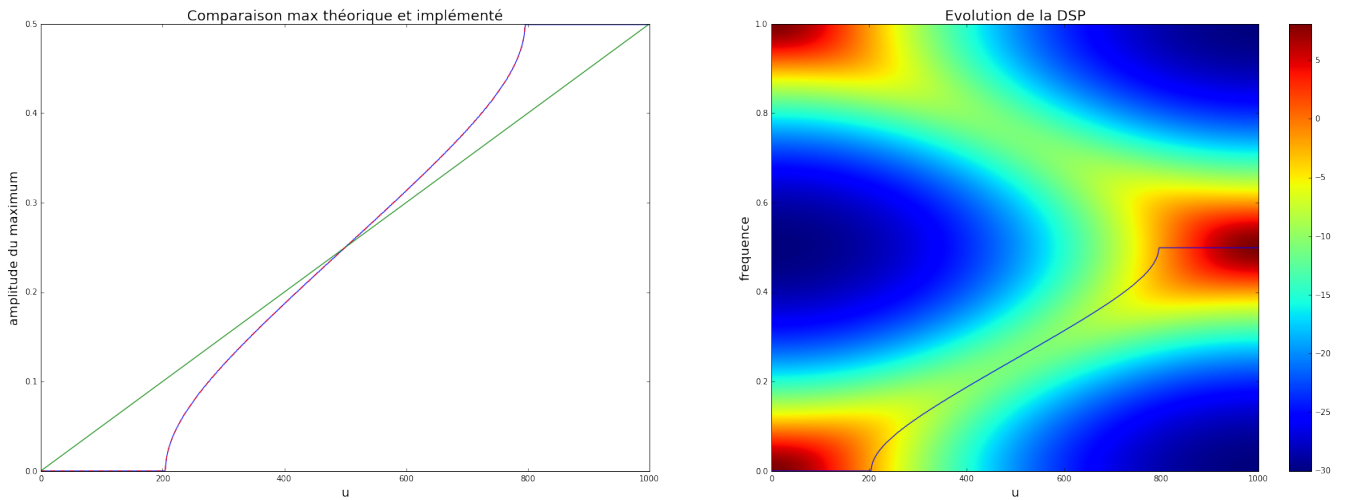 Comparaison max théorique et implémenté
amplitude du maximum
0.5
0.4
0.3
0.2
0.1
0.0
0 200 400 600 800 1000
u
Evolution de la DSP
frequence
1.0
0.8
0.6
0.4
0.2
0.0
0 200 400 600 800 1000
u
5
0
−5
−10
−15
−20
−25
−30